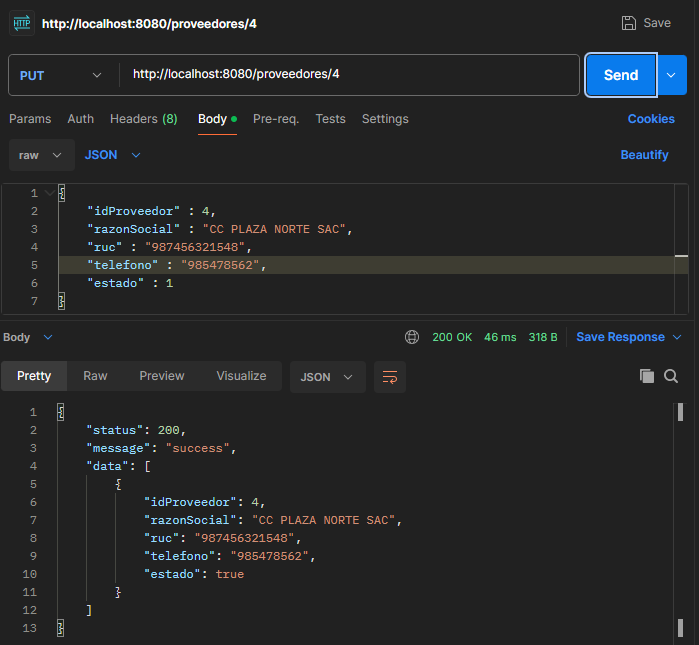 HTTP http://localhost:8080/proveedores/4 Save
PUT http://localhost:8080/proveedores/4 Send
Params Auth Headers (8) Body Pre-req. Tests Settings Cookies
raw JSON Beautify
1 {
2 "idProveedor" : 4,
3 "razonSocial" : "CC PLAZA NORTE SAC",
4 "ruc" : "987456321548",
5 "telefono" : "985478562",
6 "estado" : 1
7 }
Body 200 OK 46 ms 318 B Save Response
Pretty Raw Preview Visualize JSON
1 {
2 "status": 200,
3 "message": "success",
4 "data": [
5 {
6 "idProveedor": 4,
7 "razonSocial": "CC PLAZA NORTE SAC",
8 "ruc": "987456321548",
9 "telefono": "985478562",
10 "estado": true
11 }
12 ]
13 }